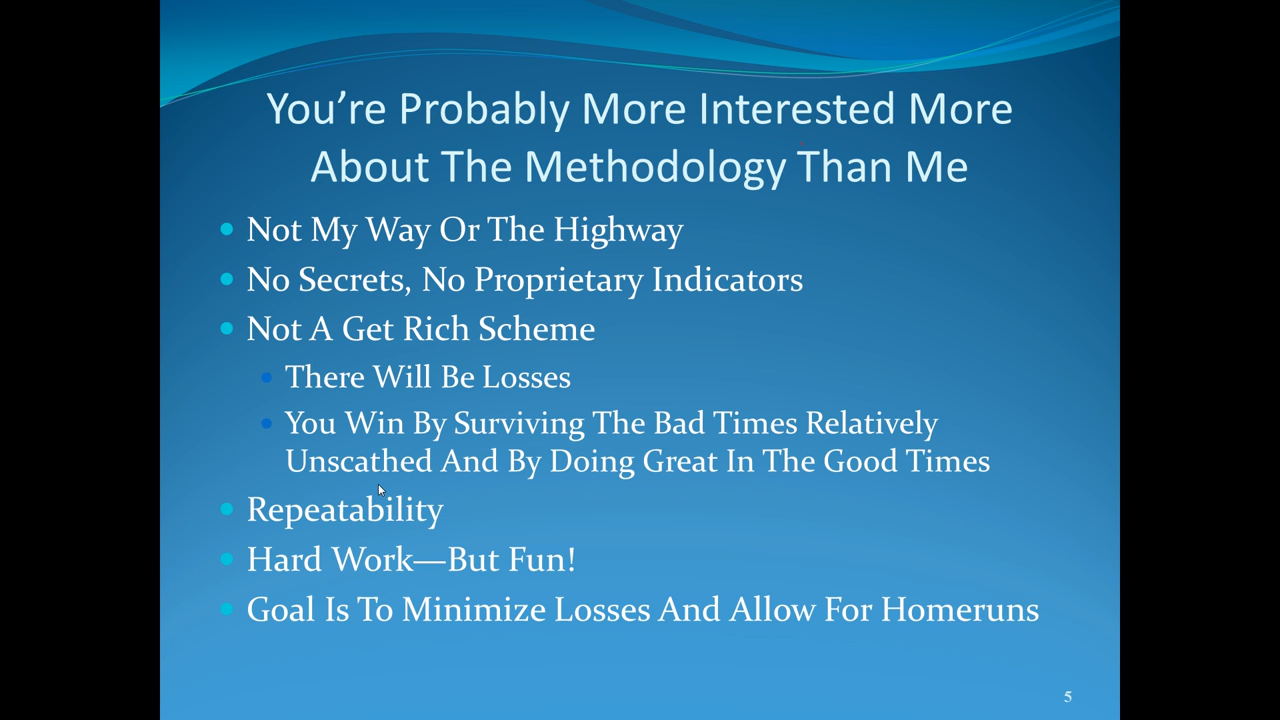 You’re Probably More Interested More
About The Methodology Than Me
• Not My Way Or The Highway
• No Secrets, No Proprietary Indicators
• Not A Get Rich Scheme
• There Will Be Losses
• You Win By Surviving The Bad Times Relatively
Unscathed And By Doing Great In The Good Times
• Repeatability
• Hard Work—But Fun!
• Goal Is To Minimize Losses And Allow For Homeruns
5